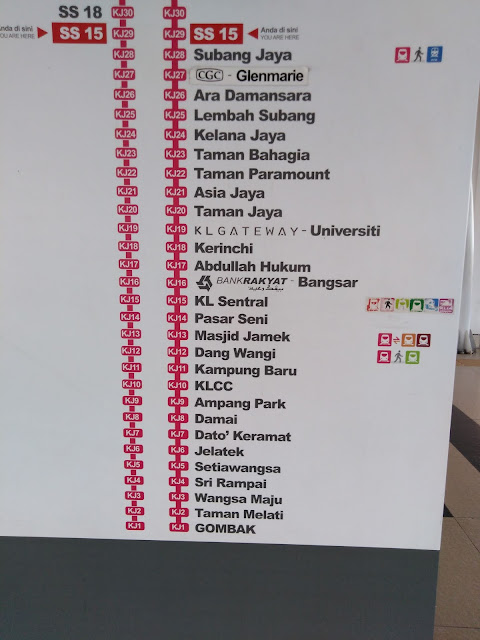 SS 18 KJ30 KJ30
Anda di sini YOU ARE HERE SS 15 KJ29 KJ29 SS 15 Anda di sini YOU ARE HERE
KJ28 KJ28 Subang Jaya
KJ27 KJ27 CGC - Glenmarie
KJ26 KJ26 Ara Damansara
KJ25 KJ25 Lembah Subang
KJ24 KJ24 Kelana Jaya
KJ23 KJ23 Taman Bahagia
KJ22 KJ22 Taman Paramount
KJ21 KJ21 Asia Jaya
KJ20 KJ20 Taman Jaya
KJ19 KJ19 KL GATEWAY - Universiti
KJ18 KJ18 Kerinchi
KJ17 KJ17 Abdullah Hukum
KJ16 KJ16 BANKRAKYAT - Bangsar
KJ15 KJ15 KL Sentral
KJ14 KJ14 Pasar Seni
KJ13 KJ13 Masjid Jamek
KJ12 KJ12 Dang Wangi
KJ11 KJ11 Kampung Baru
KJ10 KJ10 KLCC
KJ9 KJ9 Ampang Park
KJ8 KJ8 Damai
KJ7 KJ7 Dato' Keramat
KJ6 KJ6 Jelatek
KJ5 KJ5 Setiawangsa
KJ4 KJ4 Sri Rampai
KJ3 KJ3 Wangsa Maju
KJ2 KJ2 Taman Melati
KJ1 KJ1 GOMBAK